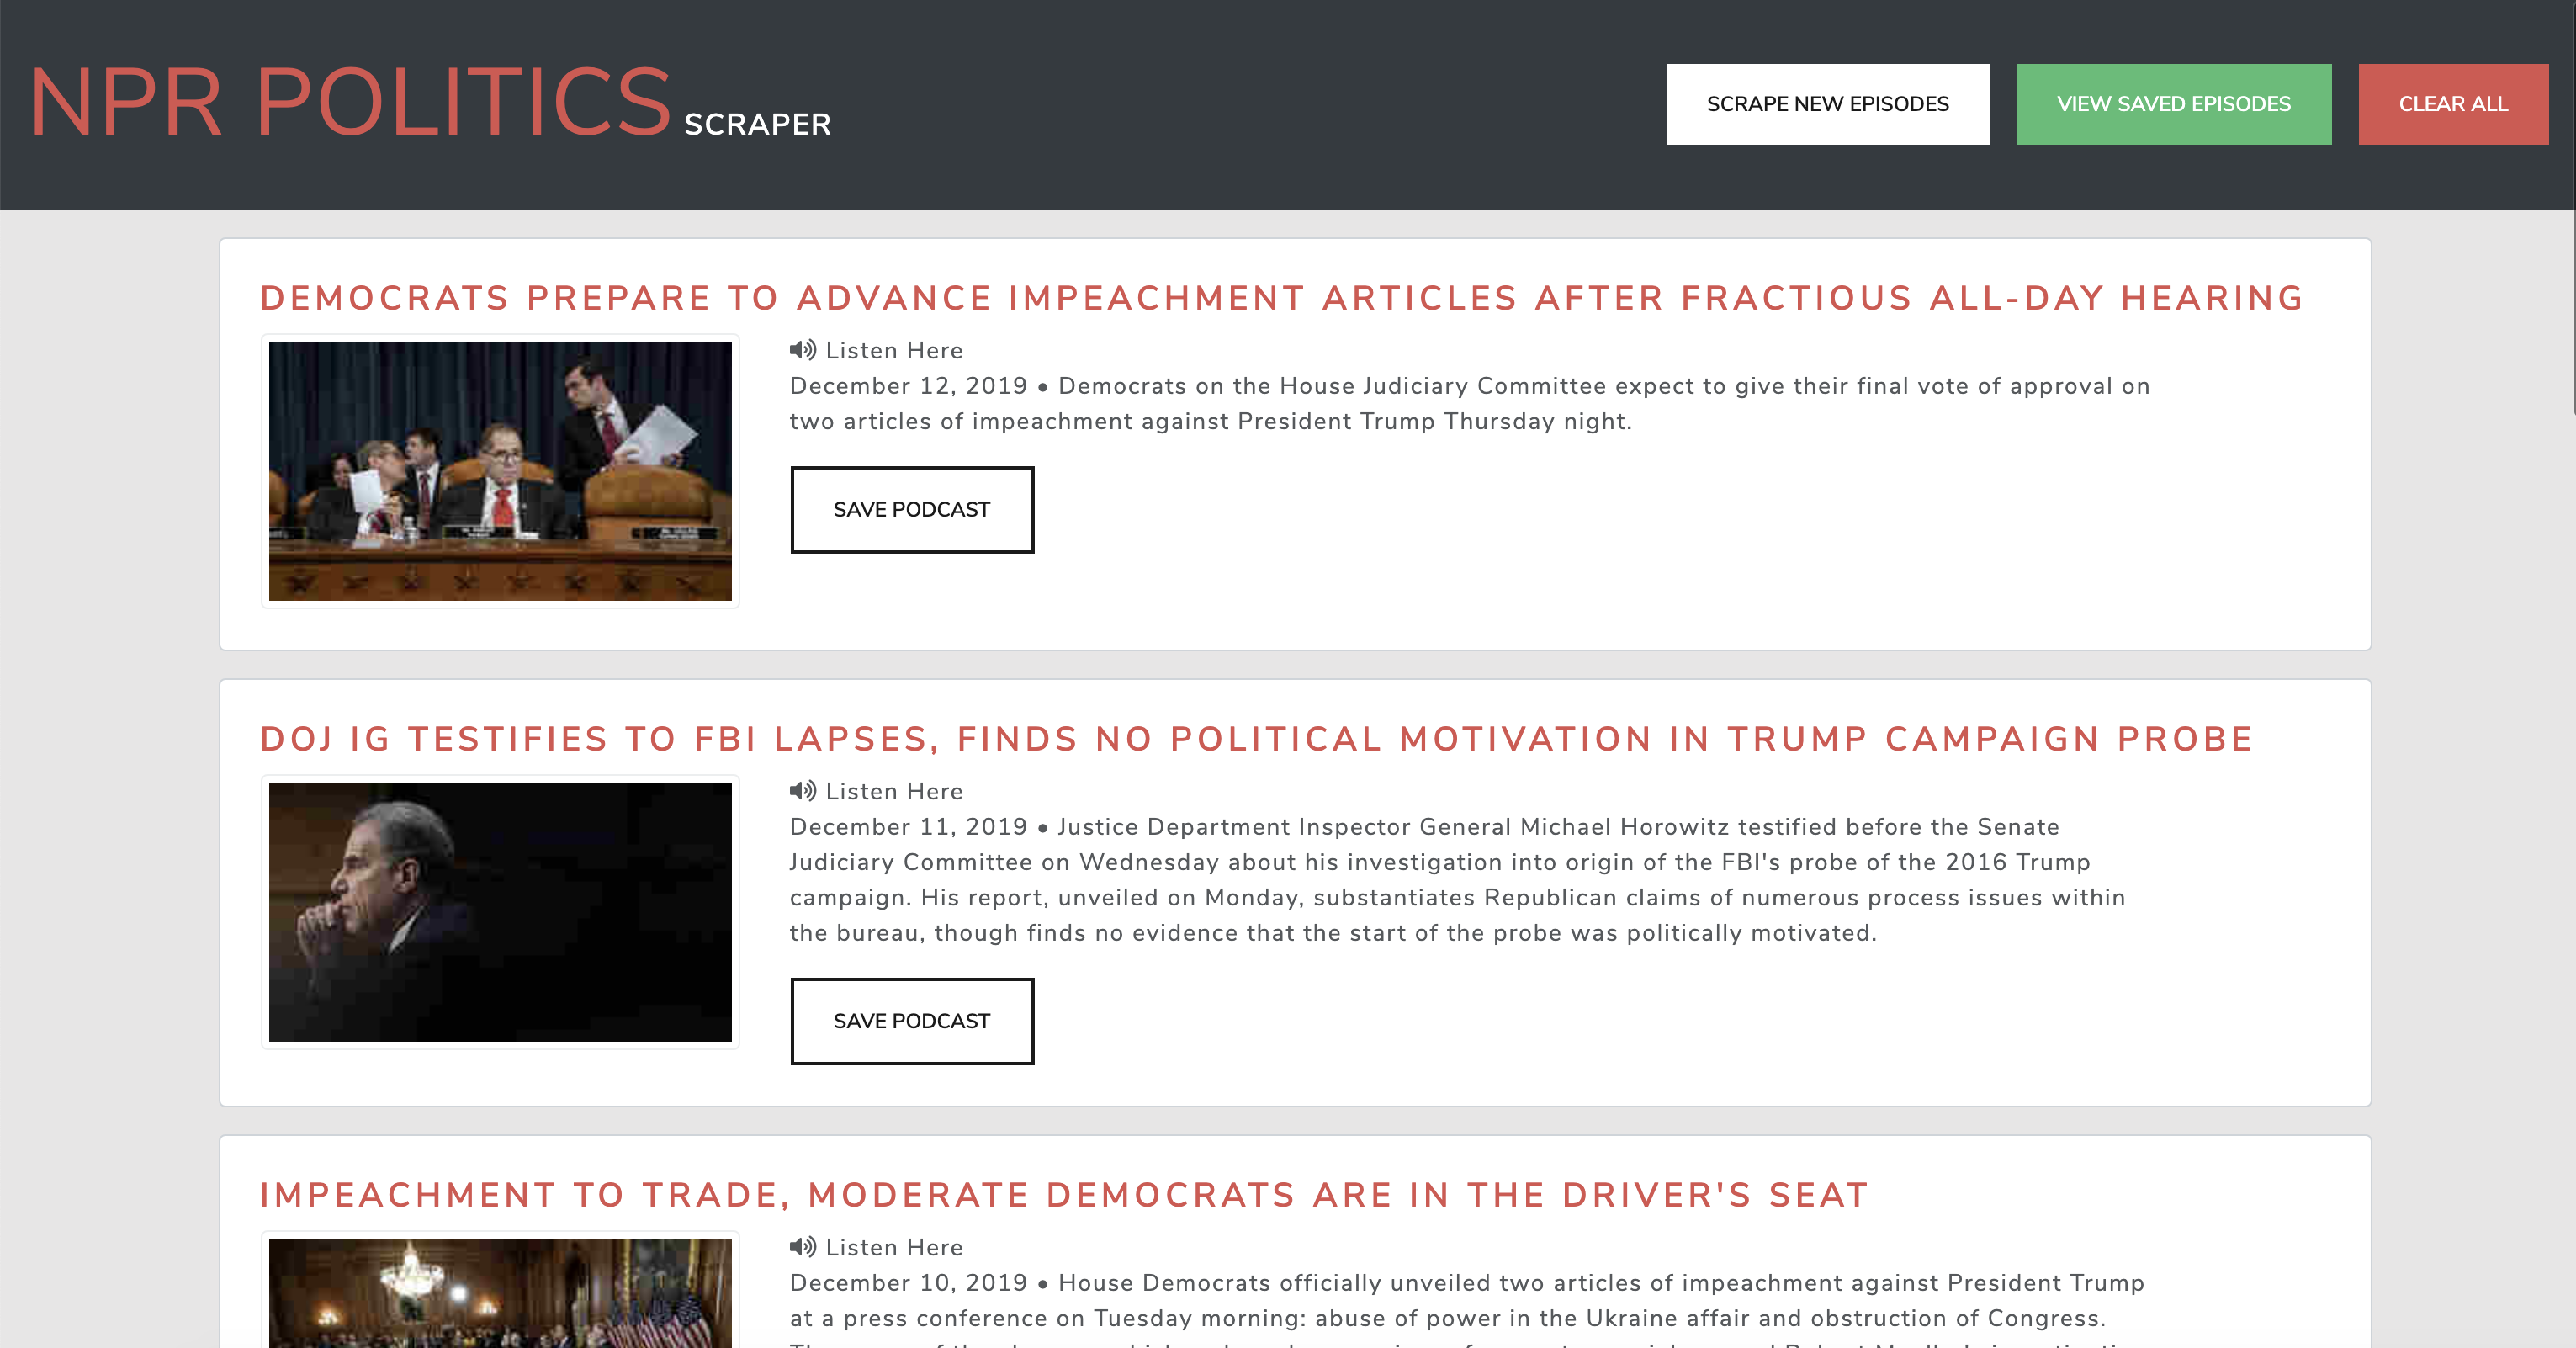 NPR POLITICS SCRAPER
SCRAPE NEW EPISODES
VIEW SAVED EPISODES
CLEAR ALL
DEMOCRATS PREPARE TO ADVANCE IMPEACHMENT ARTICLES AFTER FRACTIOUS ALL-DAY HEARING
Listen Here
December 12, 2019 • Democrats on the House Judiciary Committee expect to give their final vote of approval on
two articles of impeachment against President Trump Thursday night.
SAVE PODCAST
DOJ IG TESTIFIES TO FBI LAPSES, FINDS NO POLITICAL MOTIVATION IN TRUMP CAMPAIGN PROBE
Listen Here
December 11, 2019 • Justice Department Inspector General Michael Horowitz testified before the Senate
Judiciary Committee on Wednesday about his investigation into origin of the FBI's probe of the 2016 Trump
campaign. His report, unveiled on Monday, substantiates Republican claims of numerous process issues within
the bureau, though finds no evidence that the start of the probe was politically motivated.
SAVE PODCAST
IMPEACHMENT TO TRADE, MODERATE DEMOCRATS ARE IN THE DRIVER'S SEAT
Listen Here
December 10, 2019 • House Democrats officially unveiled two articles of impeachment against President Trump
at a press conference on Tuesday morning: abuse of power in the Ukraine affair and obstruction of Congress.